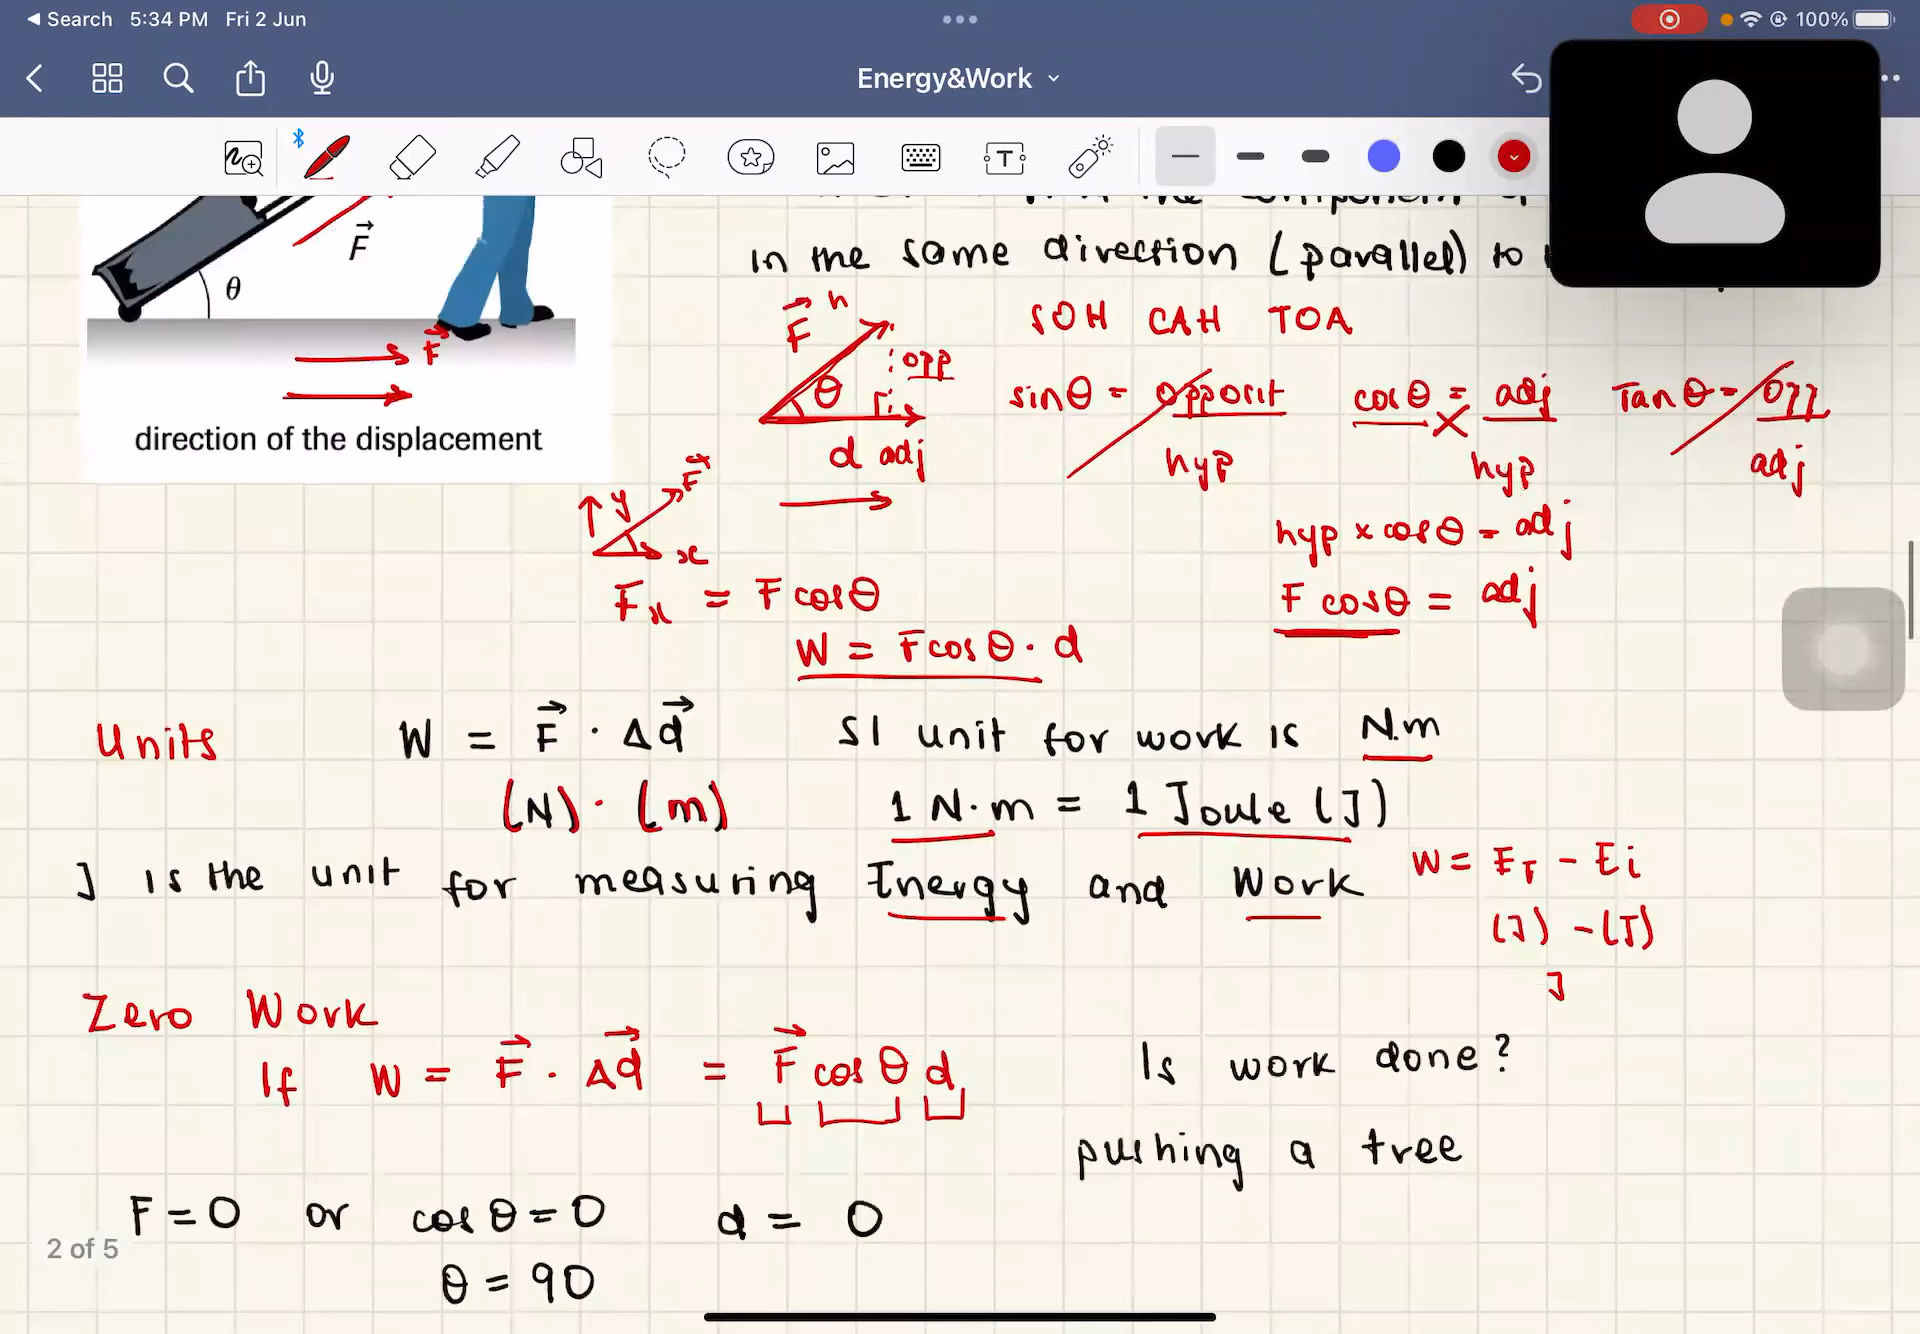 Search 5:34 PM Fri 2 Jun 100%
Energy&Work
T
the component
in the same direction (parallel) to
F
θ
F
direction of the displacement
F h
θ opp
d adj
SOH CAH TOA
sinθ = opposit
hyp
cosθ = adj
hyp
Tanθ = opp
adj
y F
x
hyp x cosθ = adj
Fx = F cosθ
F cosθ = adj
W = Fcosθ · d
Units W = F · Δd SI unit for work is N.m
(N) · (m) 1 N·m = 1 Joule (J)
J is the unit for measuring Energy and Work
W = EF - Ei
(J) - (J)
J
Zero Work
If W = F · Δd = F cosθ d
Is work done?
pushing a tree
F = 0 or cosθ = 0 d = 0
θ = 90
2 of 5